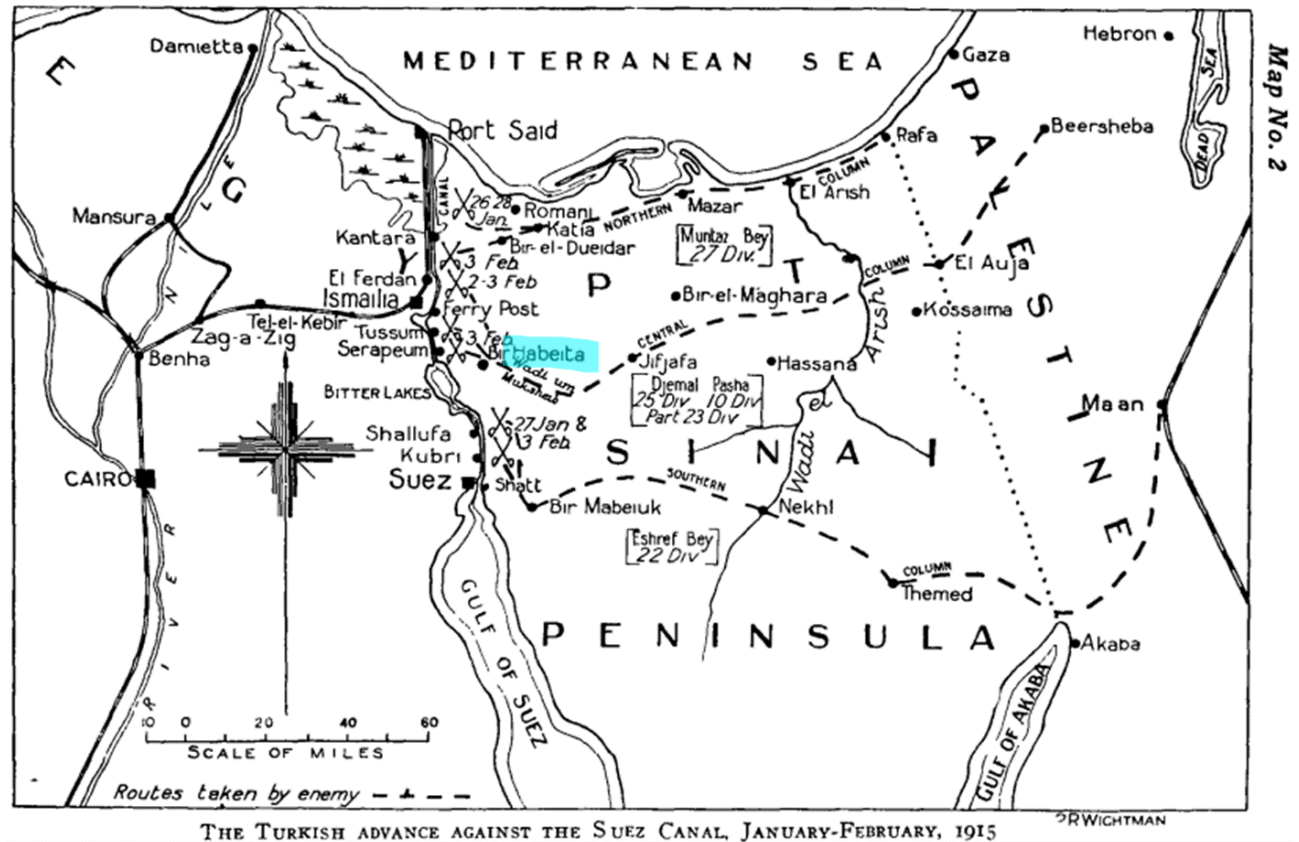 Map No. 2
MEDITERRANEAN SEA
Damietta
Hebron
DEAD SEA
Gaza
E G Y P T
PALESTINE
Port Said
Rafa
Beersheba
RIVER NILE
CANAL
26 28
Jan.
Romani
Katia
NORTHERN COLUMN
Mazar
El Arish
Mansura
Kantara
Bir-el-Dueidar
[Muntaz Bey
27 Div.]
3 Feb
El Ferdan
2-3 Feb
Ismailia
Ferry Post
Bir-el-Maghara
CENTRAL COLUMN
El Auja
Kossaima
Tel-el-Kebir
Zag-a-Zig
Tussum
3 Feb.
Serapeum
Bir Habeita
Wadi um
Mukhsheib
Jifjafa
Hassana
Wadi el Arish
Benha
BITTER LAKES
[Djemal Pasha
25 Div 10 Div
Part 23 Div]
Maan
Shallufa
27 Jan &
3 Feb.
Kubri
SINAI
CAIRO
Suez
Shatt
SOUTHERN COLUMN
Bir Mabeiuk
Nekhl
[Eshref Bey
22 Div]
Themed
PENINSULA
Akaba
GULF OF SUEZ
GULF OF AKABA
10 0 20 40 60
SCALE OF MILES
Routes taken by enemy
THE TURKISH ADVANCE AGAINST THE SUEZ CANAL, JANUARY-FEBRUARY, 1915
P.R WIGHTMAN